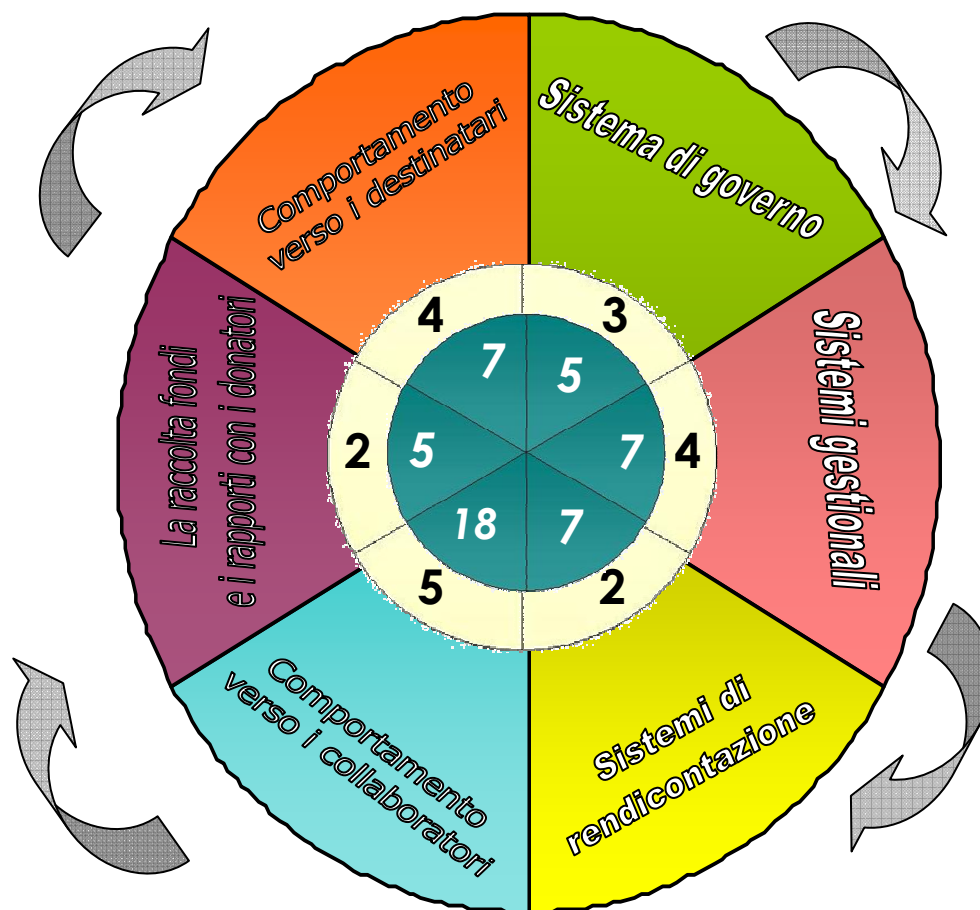 Comportamento
verso i destinatari
Sistema di governo
Sistemi gestionali
Sistemi di
rendicontazione
Comportamento
verso i collaboratori
La raccolta fondi
e i rapporti con i donatori
4
3
7
5
2
5
7
4
18
7
5
2